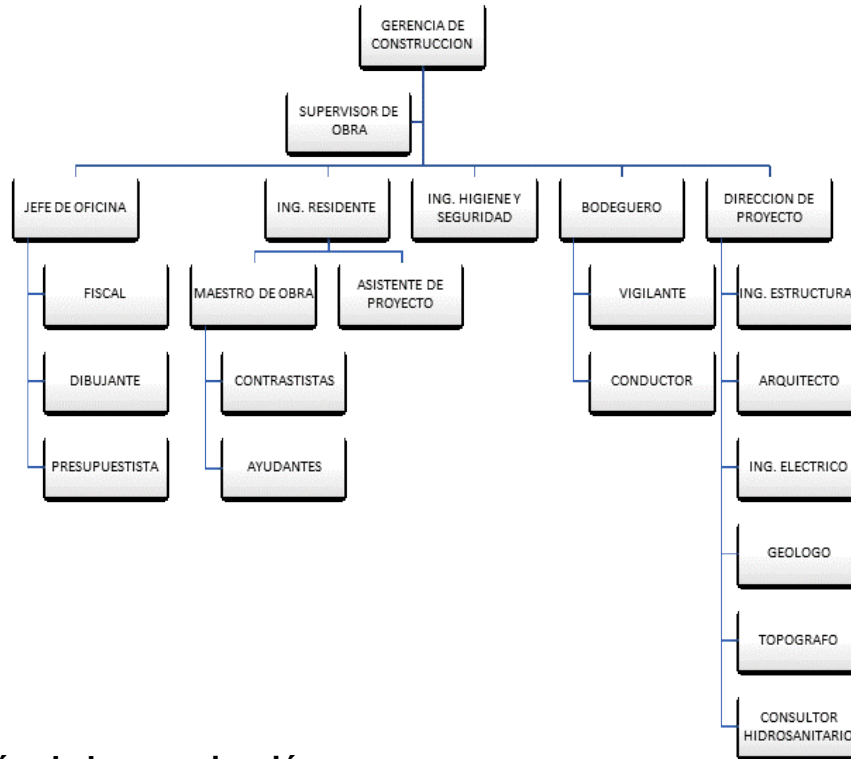 GERENCIA DE
CONSTRUCCION
SUPERVISOR DE
OBRA
JEFE DE OFICINA
ING. RESIDENTE
ING. HIGIENE Y
SEGURIDAD
BODEGUERO
DIRECCION DE
PROYECTO
FISCAL
MAESTRO DE OBRA
ASISTENTE DE
PROYECTO
VIGILANTE
ING. ESTRUCTURA
DIBUJANTE
CONTRASTISTAS
CONDUCTOR
ARQUITECTO
PRESUPUESTISTA
AYUDANTES
ING. ELECTRICO
GEOLOGO
TOPOGRAFO
CONSULTOR
HIDROSANITARIO